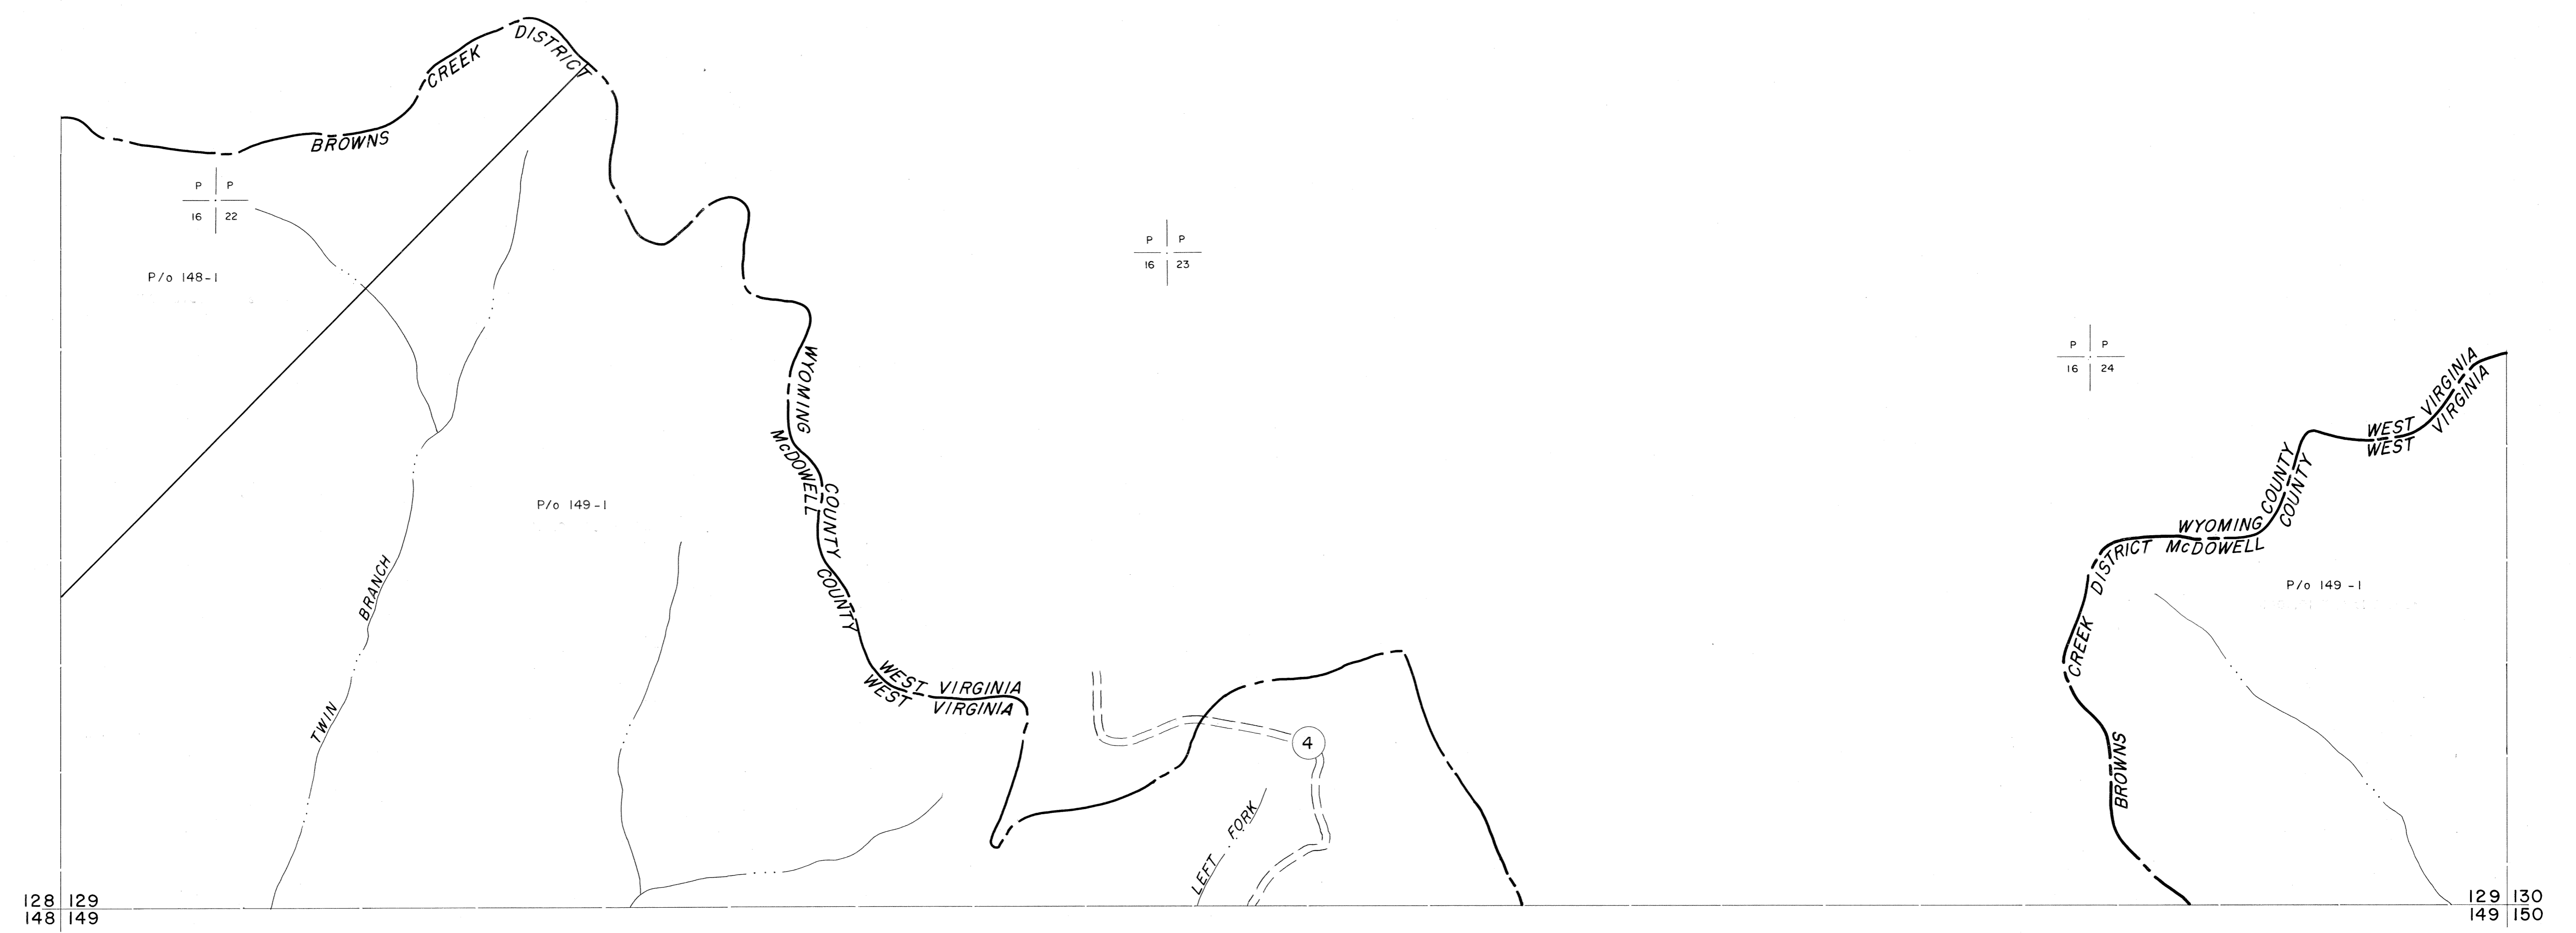 BROWNS CREEK DISTRICT
P P
16 22
P/o 148-1
P/o 149-1
TWIN BRANCH
WYOMING COUNTY
McDOWELL COUNTY
WEST VIRGINIA
WEST VIRGINIA
P P
16 23
4
LEFT FORK
P P
16 24
WEST VIRGINIA
WEST VIRGINIA
WYOMING COUNTY
McDOWELL COUNTY
BROWNS CREEK DISTRICT
P/o 149-1
128 129
148 149
129 130
149 150